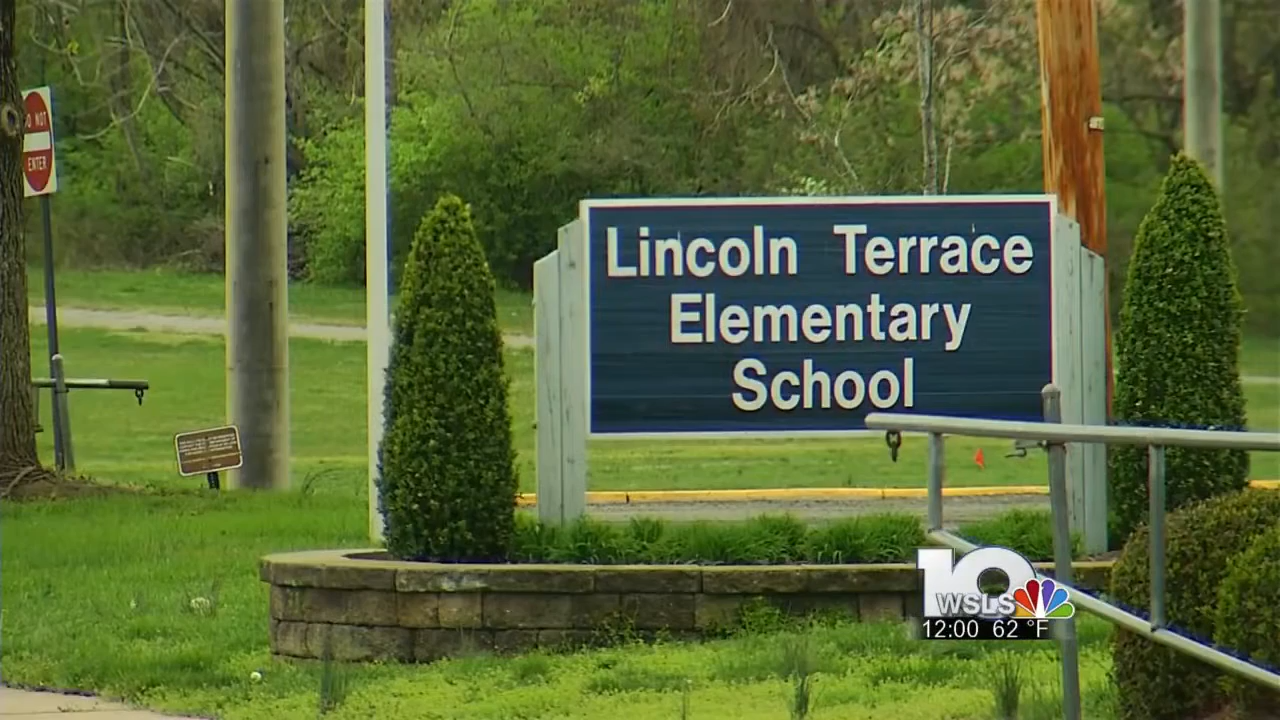 DO NOT
ENTER
Lincoln Terrace
Elementary
School
10
WSLS
12:00 62 °F